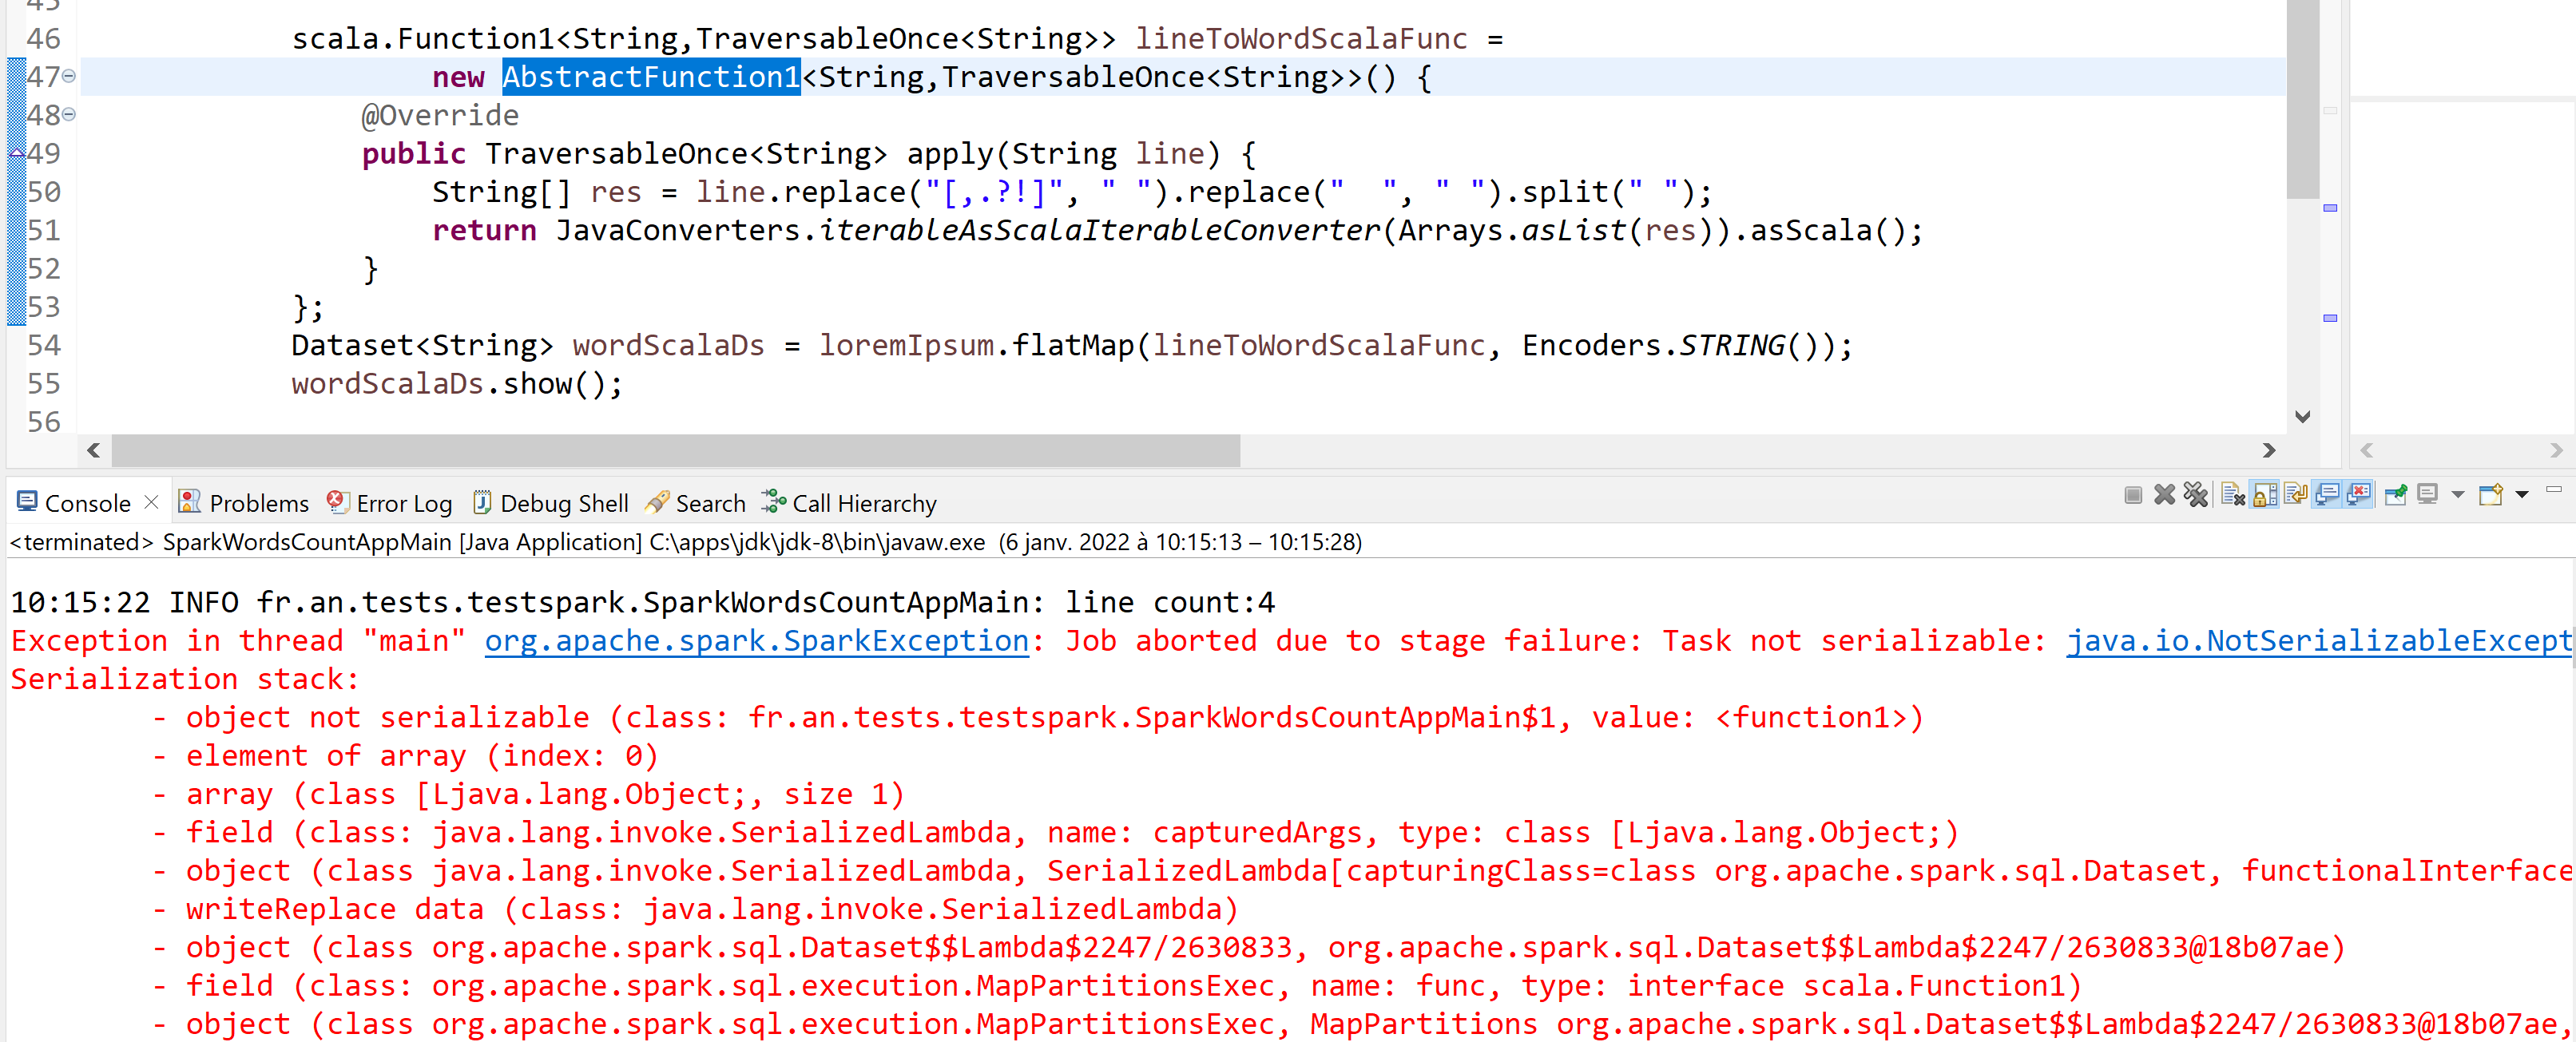 45
46 scala.Function1<String,TraversableOnce<String>> lineToWordScalaFunc =
47 new AbstractFunction1<String,TraversableOnce<String>>() {
48 @Override
49 public TraversableOnce<String> apply(String line) {
50 String[] res = line.replace("[,.?!]", " ").replace("  ", " ").split(" ");
51 return JavaConverters.iterableAsScalaIterableConverter(Arrays.asList(res)).asScala();
52 }
53 };
54 Dataset<String> wordScalaDs = loremIpsum.flatMap(lineToWordScalaFunc, Encoders.STRING());
55 wordScalaDs.show();
56
Console Problems Error Log Debug Shell Search Call Hierarchy
<terminated> SparkWordsCountAppMain [Java Application] C:\apps\jdk\jdk-8\bin\javaw.exe (6 janv. 2022 à 10:15:13 – 10:15:28)
10:15:22 INFO fr.an.tests.testspark.SparkWordsCountAppMain: line count:4
Exception in thread "main" org.apache.spark.SparkException: Job aborted due to stage failure: Task not serializable: java.io.NotSerializableExcept
Serialization stack:
- object not serializable (class: fr.an.tests.testspark.SparkWordsCountAppMain$1, value: <function1>)
- element of array (index: 0)
- array (class [Ljava.lang.Object;, size 1)
- field (class: java.lang.invoke.SerializedLambda, name: capturedArgs, type: class [Ljava.lang.Object;)
- object (class java.lang.invoke.SerializedLambda, SerializedLambda[capturingClass=class org.apache.spark.sql.Dataset, functionalInterface
- writeReplace data (class: java.lang.invoke.SerializedLambda)
- object (class org.apache.spark.sql.Dataset$$Lambda$2247/2630833, org.apache.spark.sql.Dataset$$Lambda$2247/2630833@18b07ae)
- field (class: org.apache.spark.sql.execution.MapPartitionsExec, name: func, type: interface scala.Function1)
- object (class org.apache.spark.sql.execution.MapPartitionsExec, MapPartitions org.apache.spark.sql.Dataset$$Lambda$2247/2630833@18b07ae,